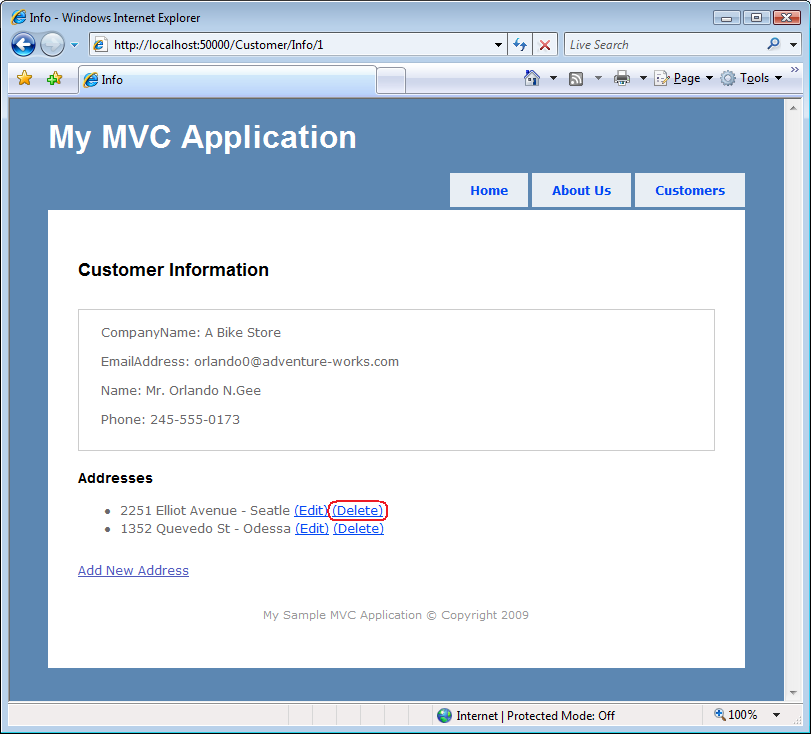 Info - Windows Internet Explorer
http://localhost:50000/Customer/Info/1
Live Search
Info
Page
Tools
My MVC Application
Home
About Us
Customers
Customer Information
CompanyName: A Bike Store
EmailAddress: orlando0@adventure-works.com
Name: Mr. Orlando N.Gee
Phone: 245-555-0173
Addresses
2251 Elliot Avenue - Seatle (Edit) (Delete)
1352 Quevedo St - Odessa (Edit) (Delete)
Add New Address
My Sample MVC Application © Copyright 2009
Internet | Protected Mode: Off
100%